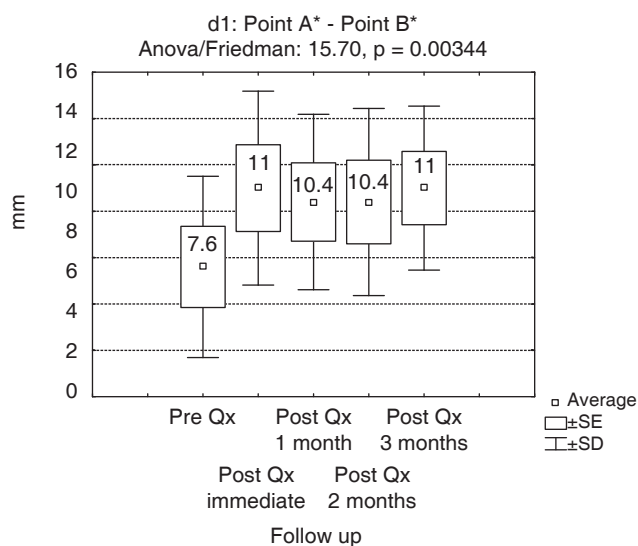 d1: Point A* - Point B*
Anova/Friedman: 15.70, p = 0.00344
16
14
12
10
8
6
4
2
0
mm
7.6
11
10.4
10.4
11
Pre Qx
Post Qx
immediate
Post Qx
1 month
Post Qx
2 months
Post Qx
3 months
Follow up
Average
±SE
±SD